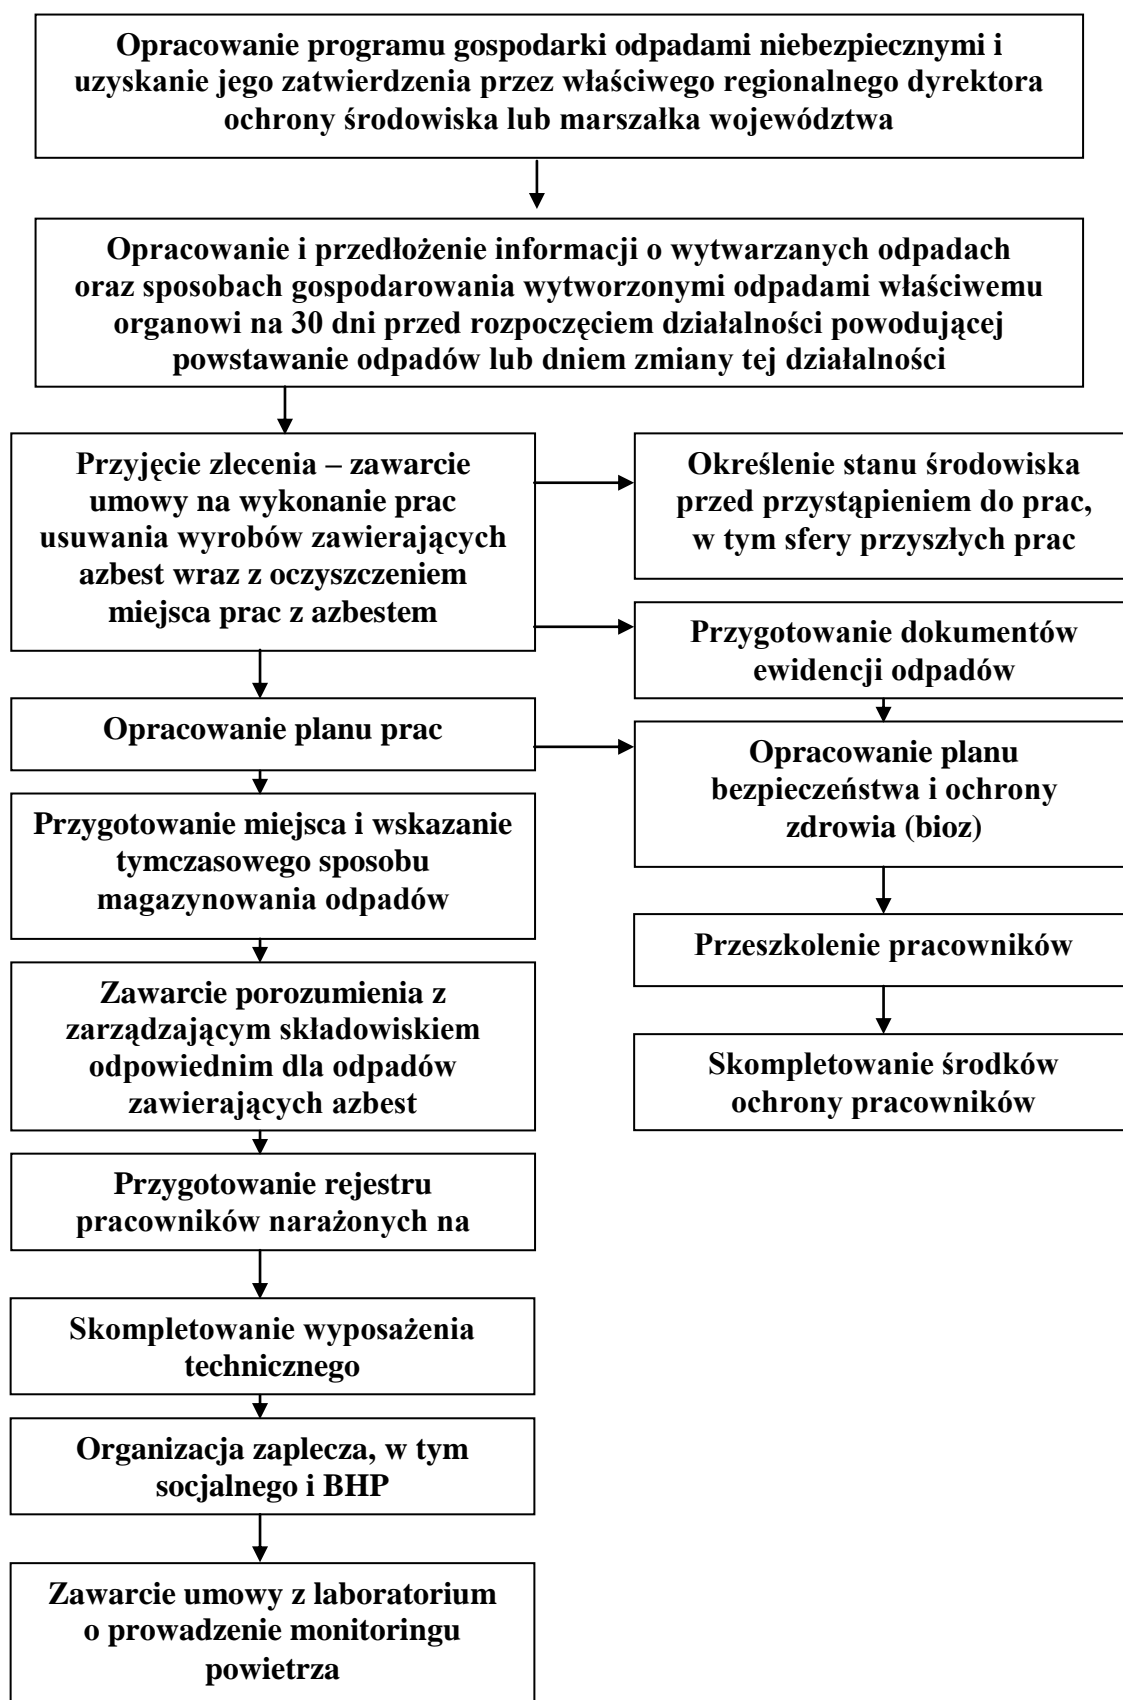 Opracowanie programu gospodarki odpadami niebezpiecznymi i
uzyskanie jego zatwierdzenia przez właściwego regionalnego dyrektora
ochrony środowiska lub marszałka województwa
Opracowanie i przedłożenie informacji o wytwarzanych odpadach
oraz sposobach gospodarowania wytworzonymi odpadami właściwemu
organowi na 30 dni przed rozpoczęciem działalności powodującej
powstawanie odpadów lub dniem zmiany tej działalności
Przyjęcie zlecenia – zawarcie
umowy na wykonanie prac
usuwania wyrobów zawierających
azbest wraz z oczyszczeniem
miejsca prac z azbestem
Określenie stanu środowiska
przed przystąpieniem do prac,
w tym sfery przyszłych prac
Przygotowanie dokumentów
ewidencji odpadów
Opracowanie planu prac
Opracowanie planu
bezpieczeństwa i ochrony
zdrowia (bioz)
Przygotowanie miejsca i wskazanie
tymczasowego sposobu
magazynowania odpadów
Przeszkolenie pracowników
Zawarcie porozumienia z
zarządzającym składowiskiem
odpowiednim dla odpadów
zawierających azbest
Skompletowanie środków
ochrony pracowników
Przygotowanie rejestru
pracowników narażonych na
Skompletowanie wyposażenia
technicznego
Organizacja zaplecza, w tym
socjalnego i BHP
Zawarcie umowy z laboratorium
o prowadzenie monitoringu
powietrza